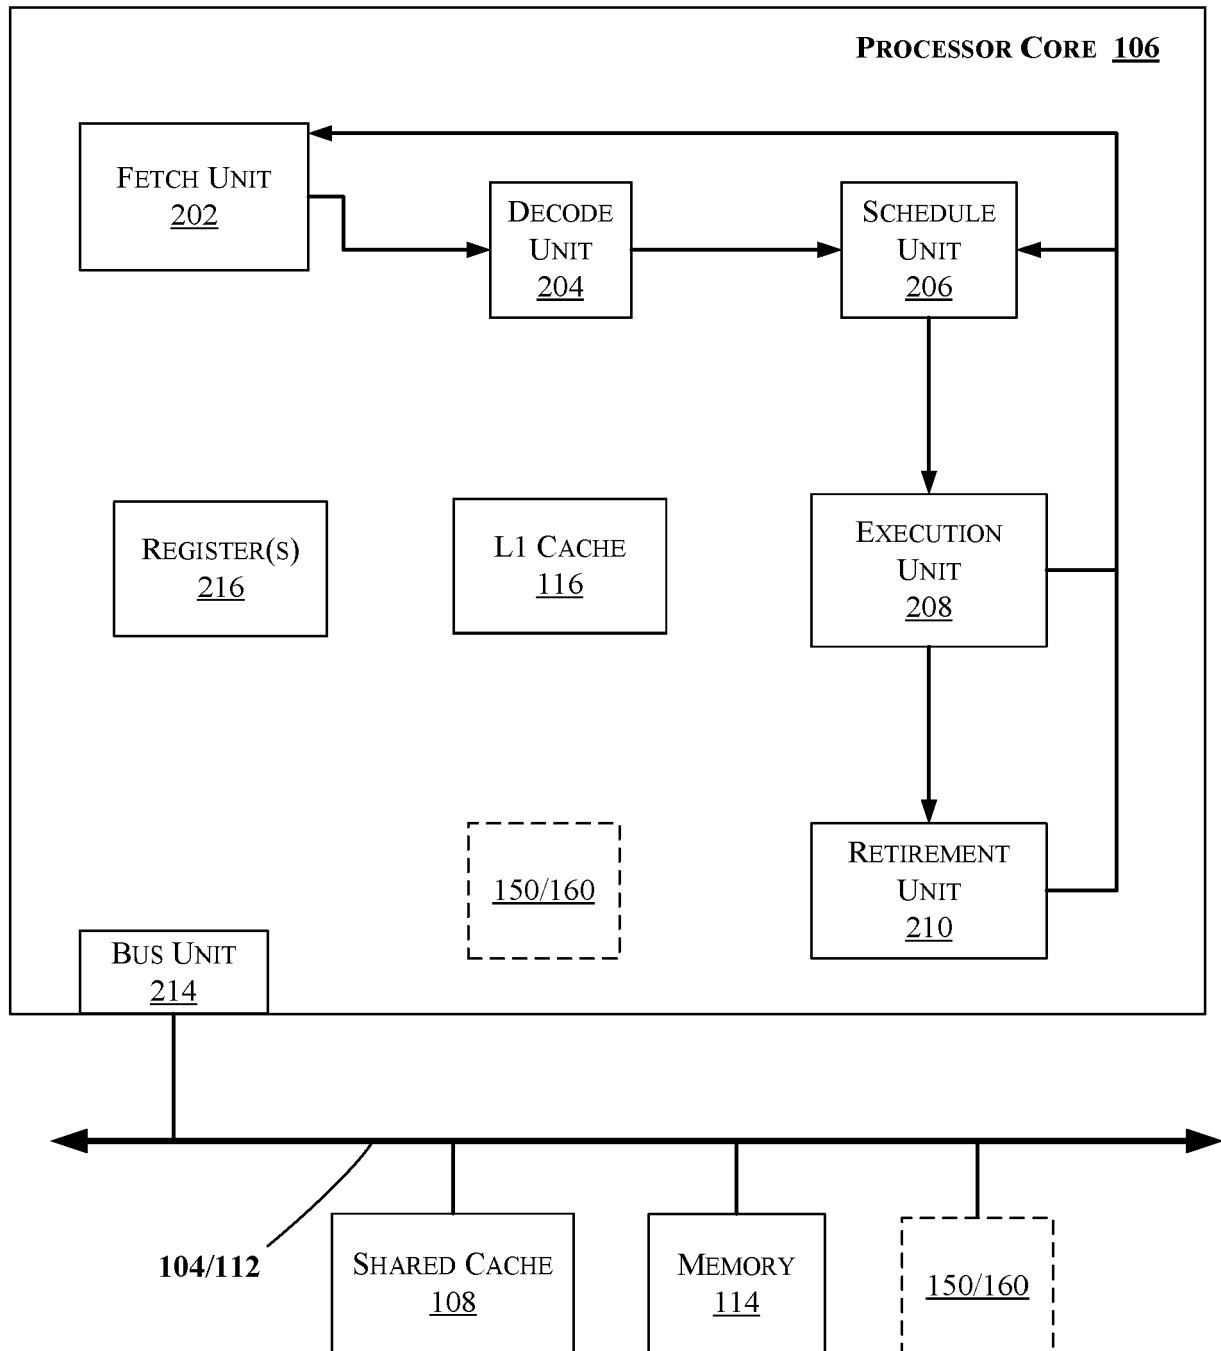 PROCESSOR CORE 106
FETCH UNIT
202
DECODE
UNIT
204
SCHEDULE
UNIT
206
REGISTER(S)
216
L1 CACHE
116
EXECUTION
UNIT
208
150/160
RETIREMENT
UNIT
210
BUS UNIT
214
104/112
SHARED CACHE
108
MEMORY
114
150/160